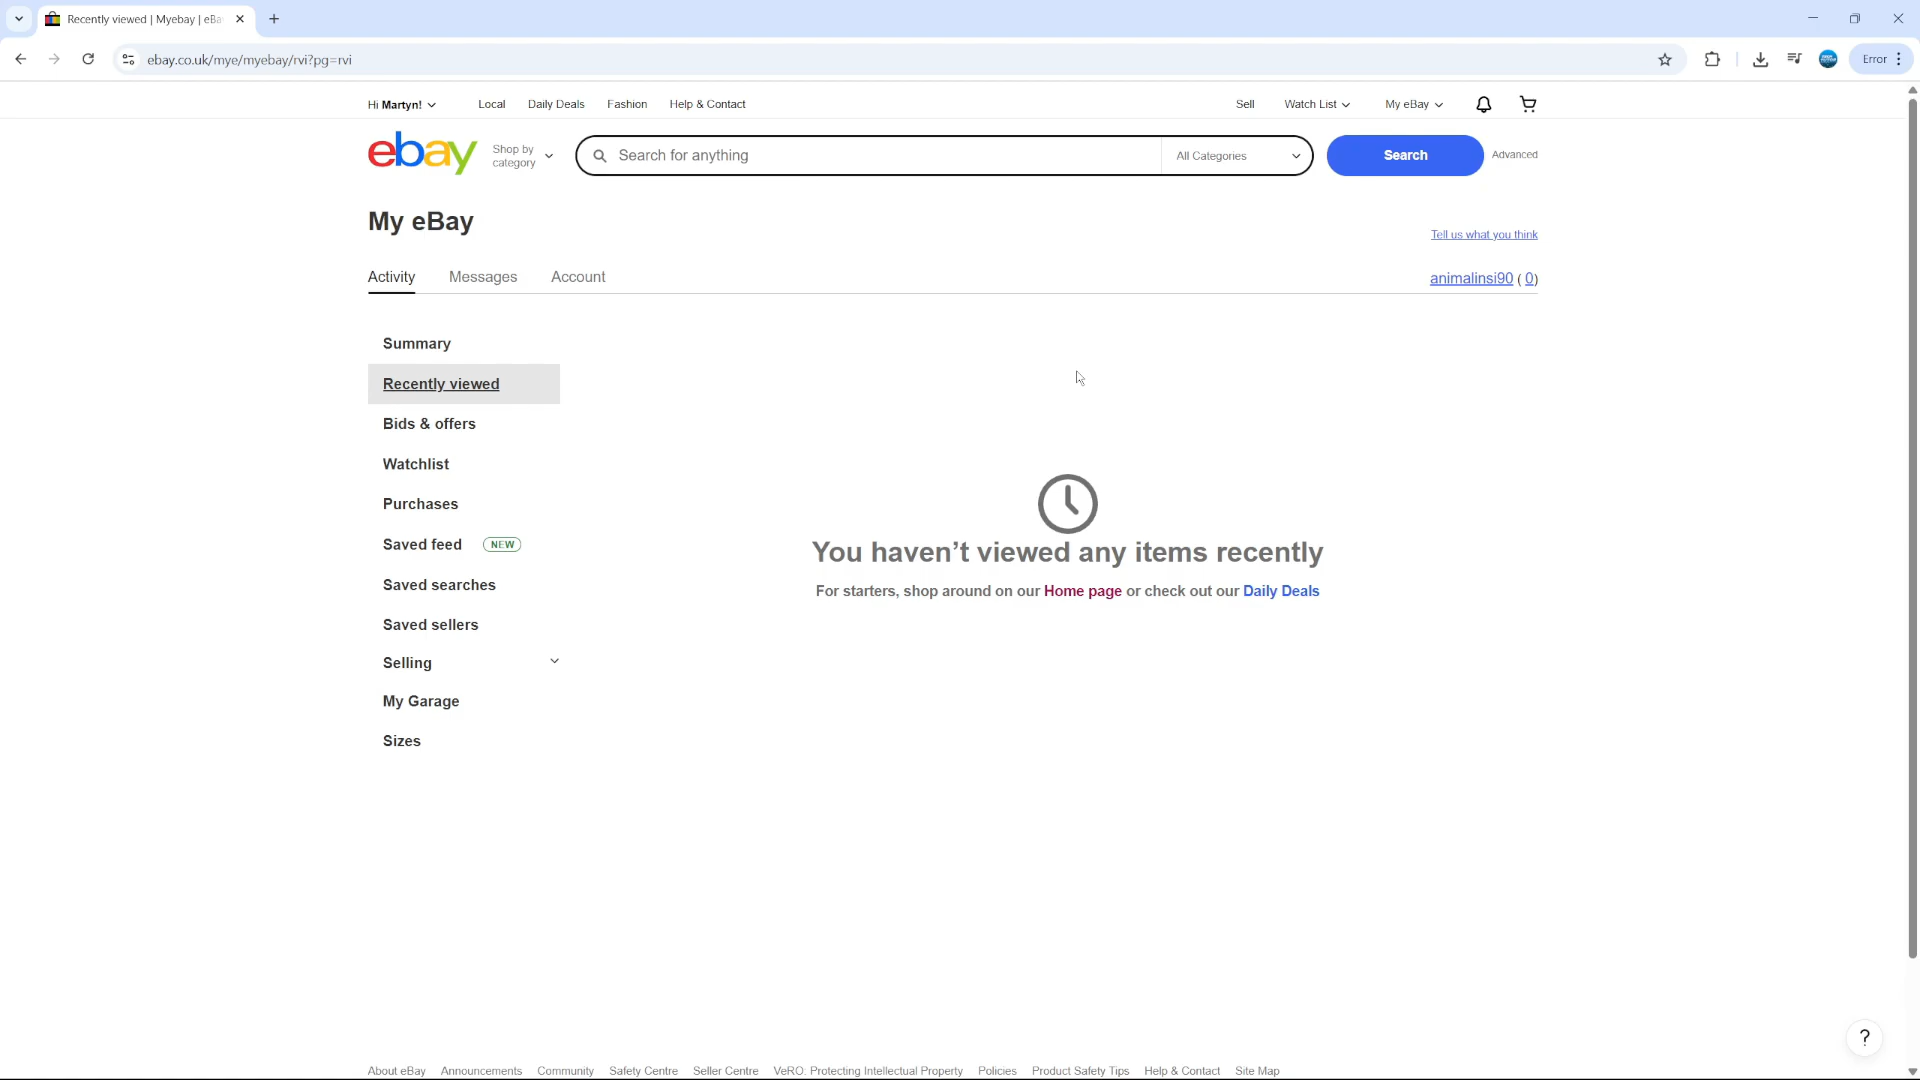 Recently viewed | Myebay | eBa
ebay.co.uk/mye/myebay/rvi?pg=rvi
Error
Hi Martyn!
Local
Daily Deals
Fashion
Help & Contact
Sell
Watch List
My eBay
ebay
Shop by
category
Search for anything
All Categories
Search
Advanced
My eBay
Tell us what you think
Activity
Messages
Account
animalinsi90 ( 0)
Summary
Recently viewed
Bids & offers
Watchlist
Purchases
Saved feed NEW
Saved searches
Saved sellers
Selling
My Garage
Sizes
You haven’t viewed any items recently
For starters, shop around on our Home page or check out our Daily Deals
?
About eBay Announcements Community Safety Centre Seller Centre VeRO: Protecting Intellectual Property Policies Product Safety Tips Help & Contact Site Map